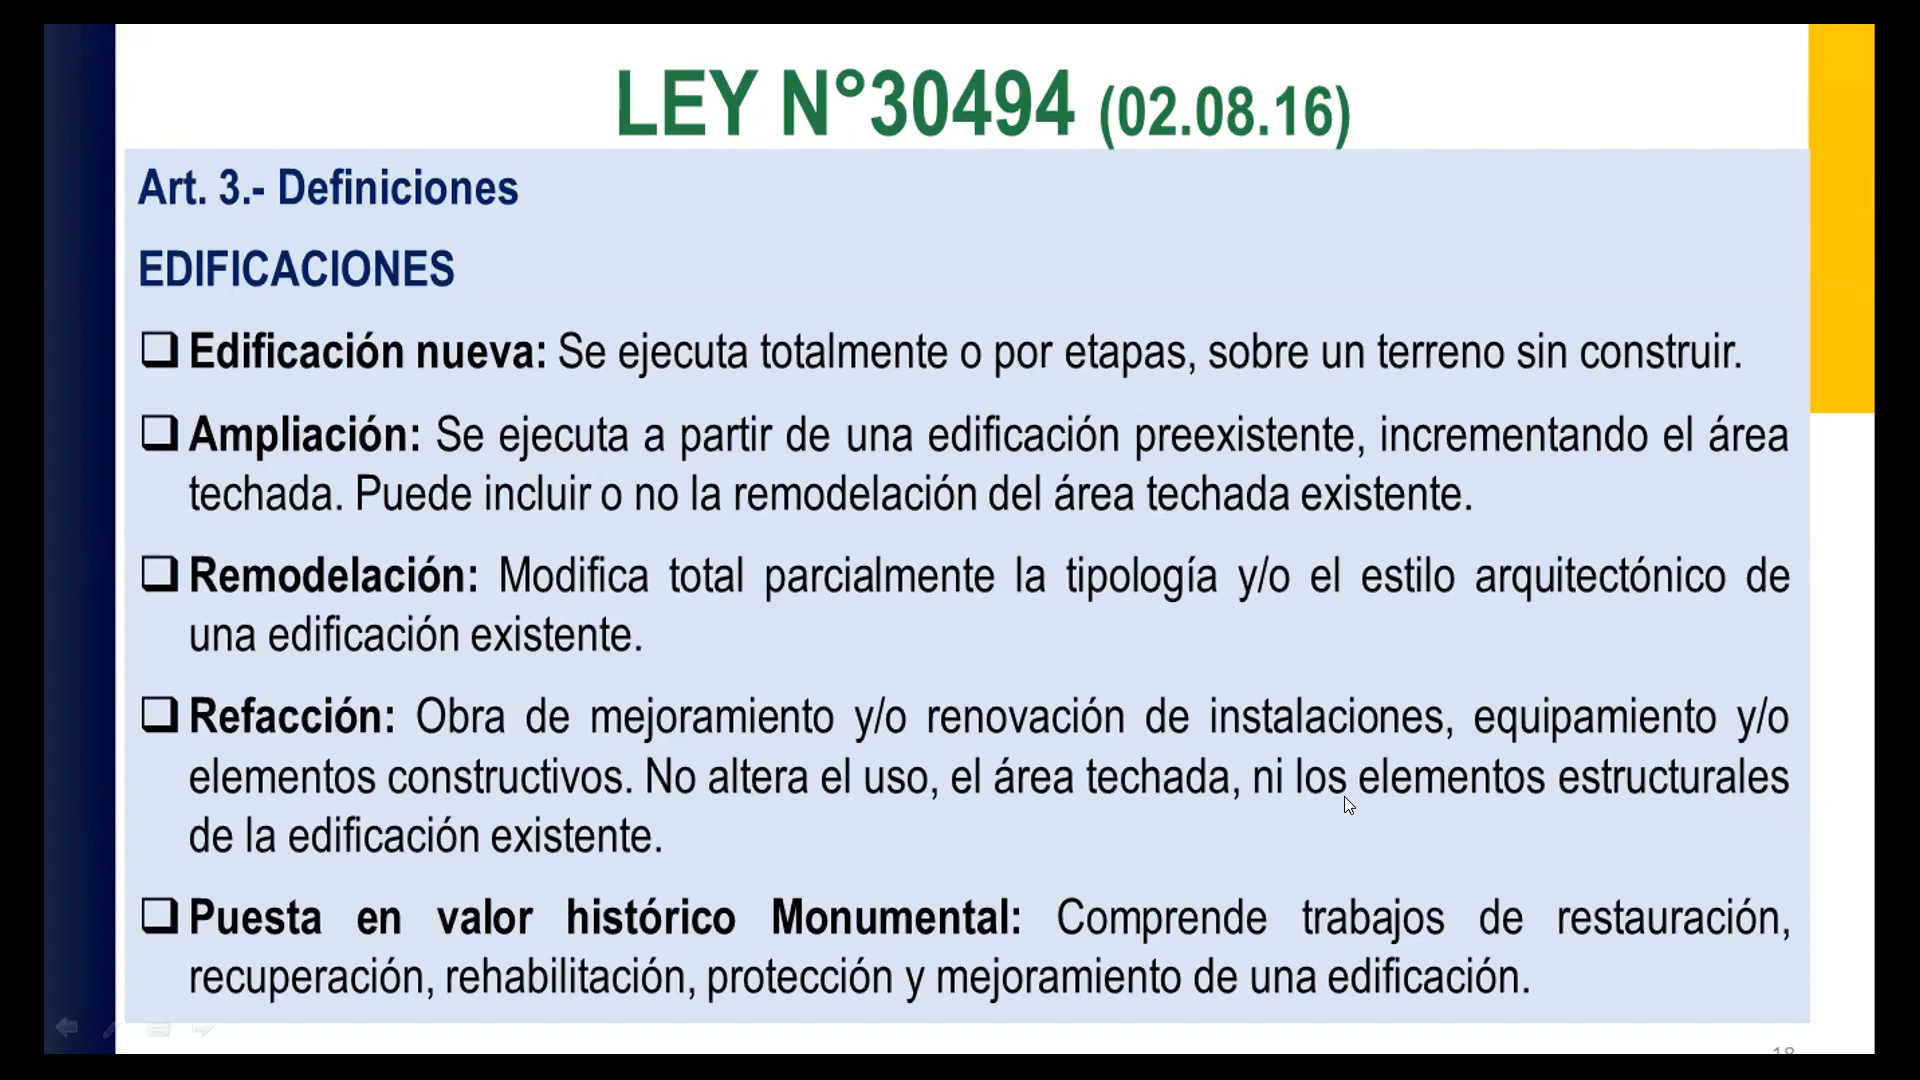 LEY N°30494 (02.08.16)
Art. 3.- Definiciones
EDIFICACIONES
Edificación nueva: Se ejecuta totalmente o por etapas, sobre un terreno sin construir.
Ampliación: Se ejecuta a partir de una edificación preexistente, incrementando el área
techada. Puede incluir o no la remodelación del área techada existente.
Remodelación: Modifica total parcialmente la tipología y/o el estilo arquitectónico de
una edificación existente.
Refacción: Obra de mejoramiento y/o renovación de instalaciones, equipamiento y/o
elementos constructivos. No altera el uso, el área techada, ni los elementos estructurales
de la edificación existente.
Puesta en valor histórico Monumental: Comprende trabajos de restauración,
recuperación, rehabilitación, protección y mejoramiento de una edificación.